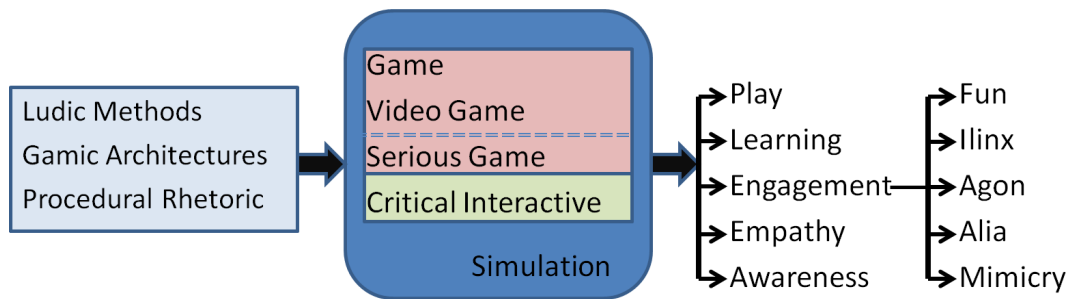 Ludic Methods
Gamic Architectures
Procedural Rhetoric
Game
Video Game
Serious Game
Critical Interactive
Simulation
Play
Learning
Engagement
Empathy
Awareness
Fun
Ilinx
Agon
Alia
Mimicry